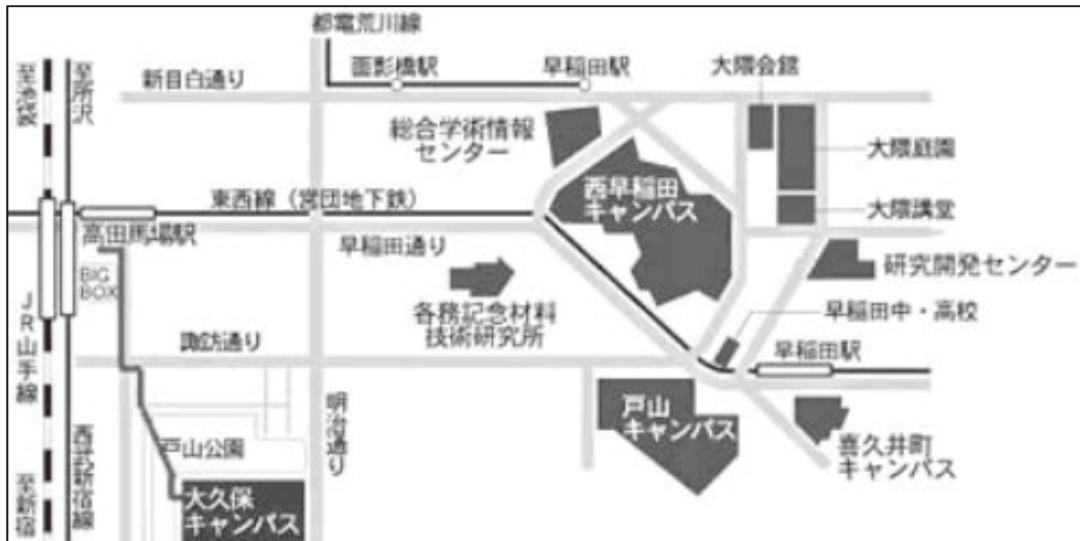 都電荒川線
面影橋駅
早稲田駅
大隈会館
新目白通り
至池袋
至所沢
総合学術情報
センター
大隈庭園
西早稲田
キャンパス
東西線（営団地下鉄）
大隈講堂
高田馬場駅
早稲田通り
研究開発センター
BIG
BOX
各務記念材料
技術研究所
早稲田中・高校
JR山手線
諏訪通り
早稲田駅
明治通り
戸山
キャンパス
西武新宿線
戸山公園
喜久井町
キャンパス
至新宿
大久保
キャンパス